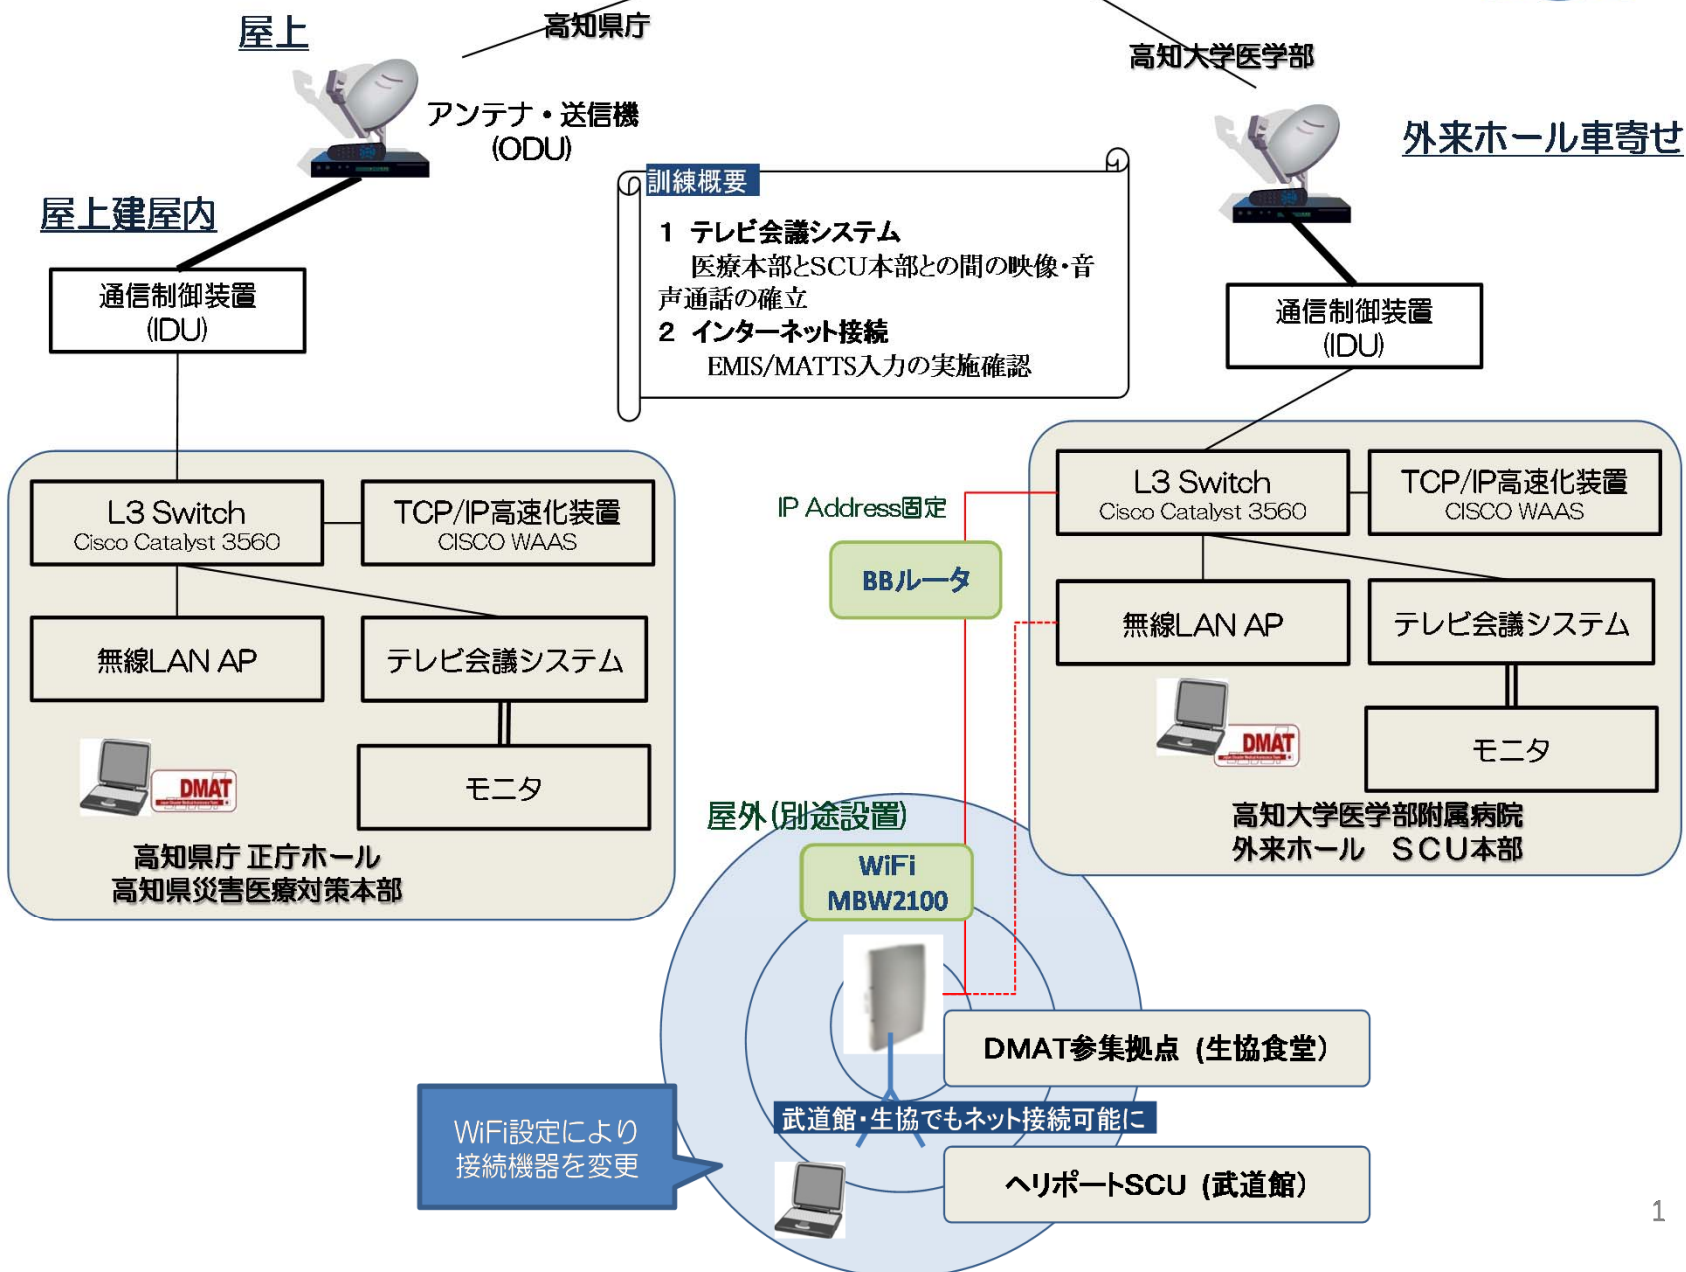 屋上
高知県庁
高知大学医学部
アンテナ・送信機
(ODU)
外来ホール車寄せ
屋上建屋内
訓練概要
1 テレビ会議システム
医療本部とSCU本部との間の映像・音
声通話の確立
2 インターネット接続
EMIS/MATTS入力の実施確認
通信制御装置
(IDU)
通信制御装置
(IDU)
L3 Switch
Cisco Catalyst 3560
TCP/IP高速化装置
CISCO WAAS
無線LAN AP
テレビ会議システム
モニタ
DMAT
高知県庁 正庁ホール
高知県災害医療対策本部
IP Address固定
BBルータ
L3 Switch
Cisco Catalyst 3560
TCP/IP高速化装置
CISCO WAAS
無線LAN AP
テレビ会議システム
モニタ
DMAT
高知大学医学部附属病院
外来ホール SCU本部
屋外(別途設置)
WiFi
MBW2100
DMAT参集拠点 (生協食堂)
武道館・生協でもネット接続可能に
WiFi設定により
接続機器を変更
ヘリポートSCU (武道館)
1